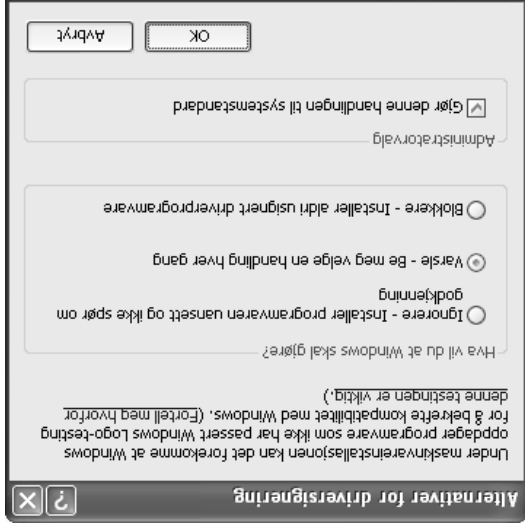 Alternativer for driversignering
Under maskinvareinstallasjonen kan det forekomme at Windows
oppdager programvare som ikke har passert Windows Logo-testing
for å bekrefte kompatibilitet med Windows. (Fortell meg hvorfor
denne testingen er viktig.)
Hva vil du at Windows skal gjøre?
Ignorere - Installer programvaren uansett og ikke spør om
godkjenning
Varsle - Be meg velge en handling hver gang
Blokkere - Installer aldri usignert driverprogramvare
Administratorvalg
Gjør denne handlingen til systemstandard
OK
Avbryt